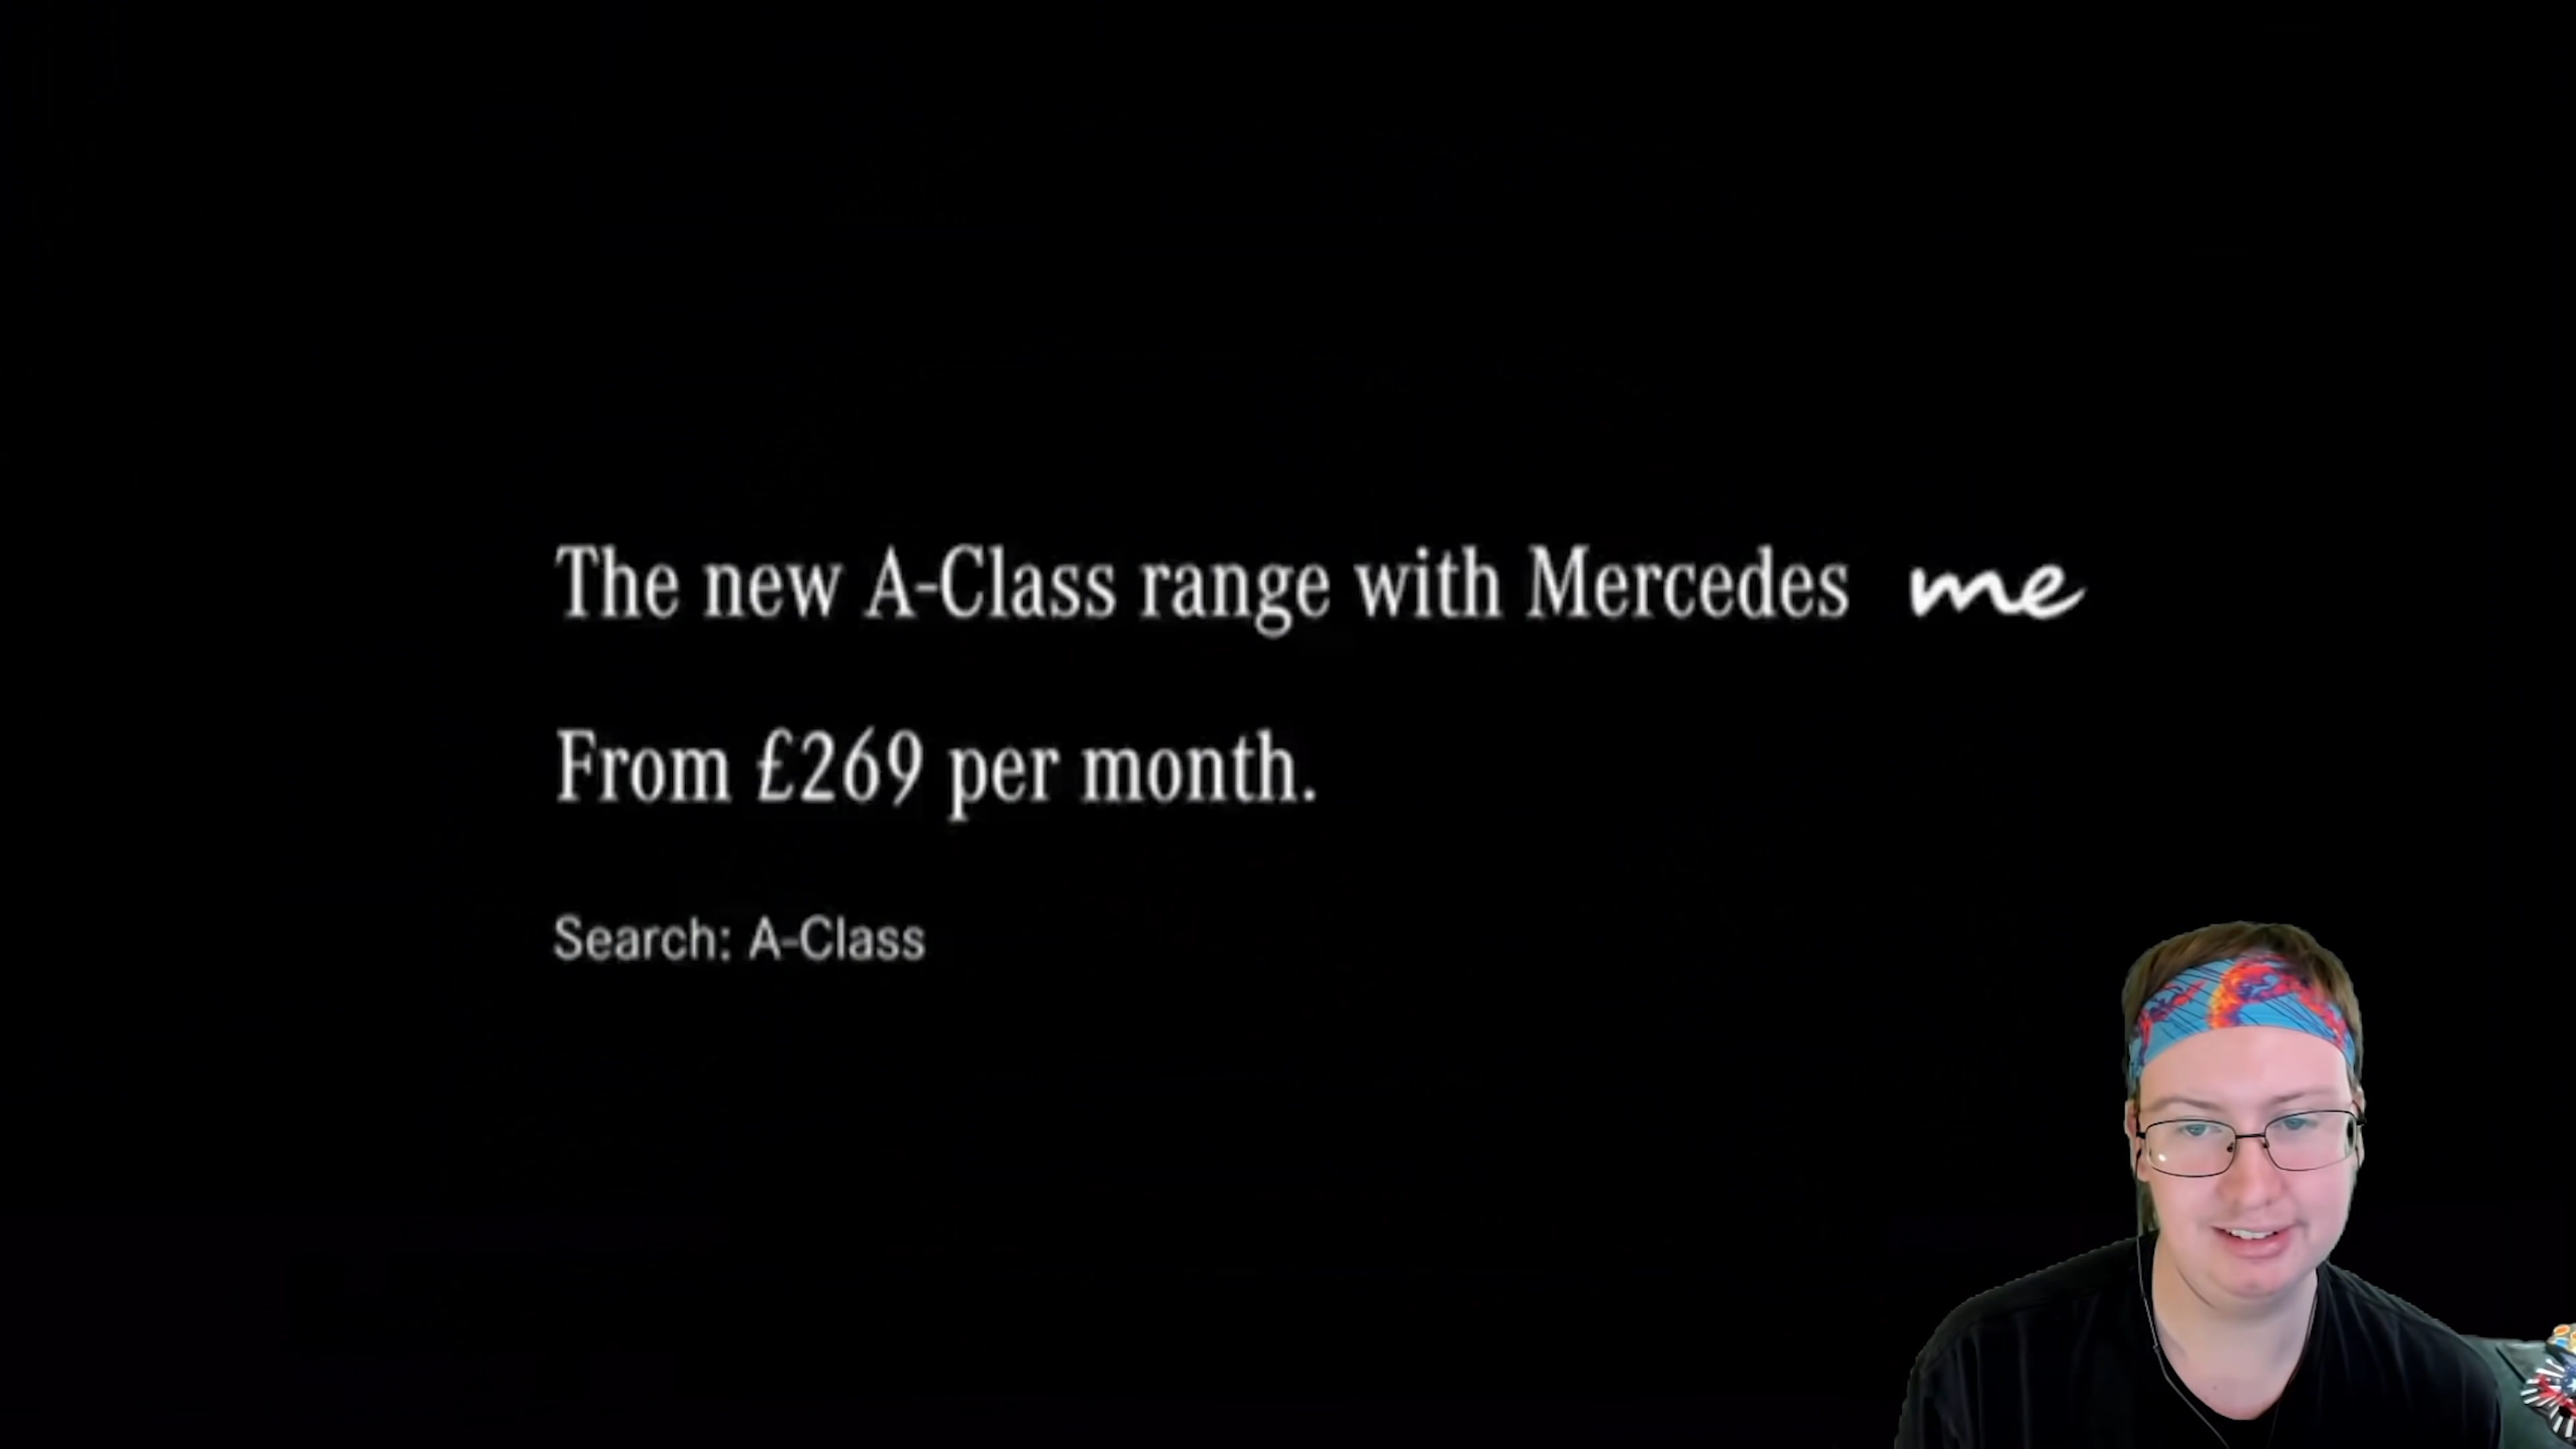 The new A-Class range with Mercedes me
From £269 per month.
Search: A-Class